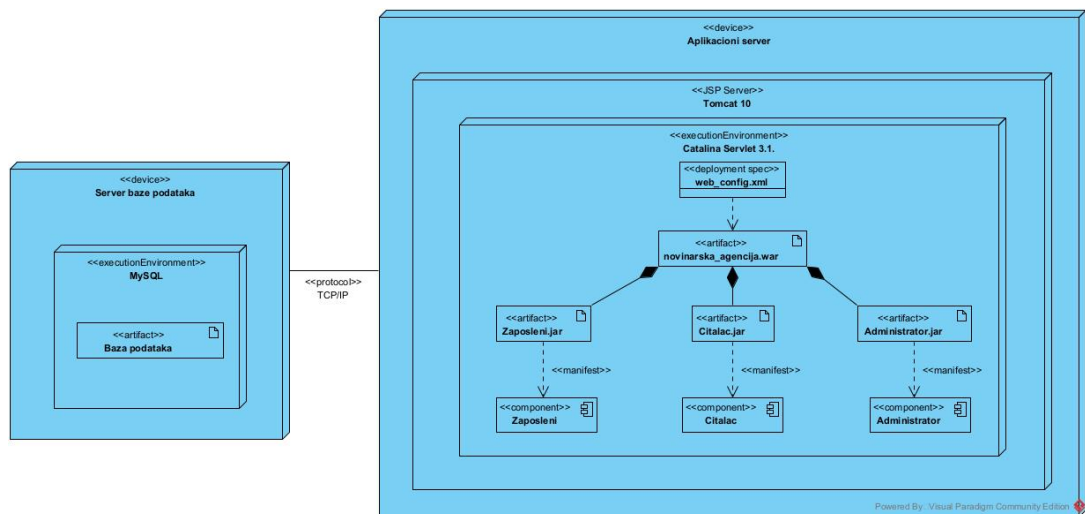 <<device>>
Server baze podataka
<<executionEnvironment>>
MySQL
<<artifact>>
Baza podataka
<<protocol>>
TCP/IP
<<device>>
Aplikacioni server
<<JSP Server>>
Tomcat 10
<<executionEnvironment>>
Catalina Servlet 3.1.
<<deployment spec>>
web_config.xml
<<artifact>>
novinarska_agencija.war
<<artifact>>
Zaposleni.jar
<<artifact>>
Citalac.jar
<<artifact>>
Administrator.jar
<<manifest>>
<<manifest>>
<<manifest>>
<<component>>
Zaposleni
<<component>>
Citalac
<<component>>
Administrator
Powered By Visual Paradigm Community Edition